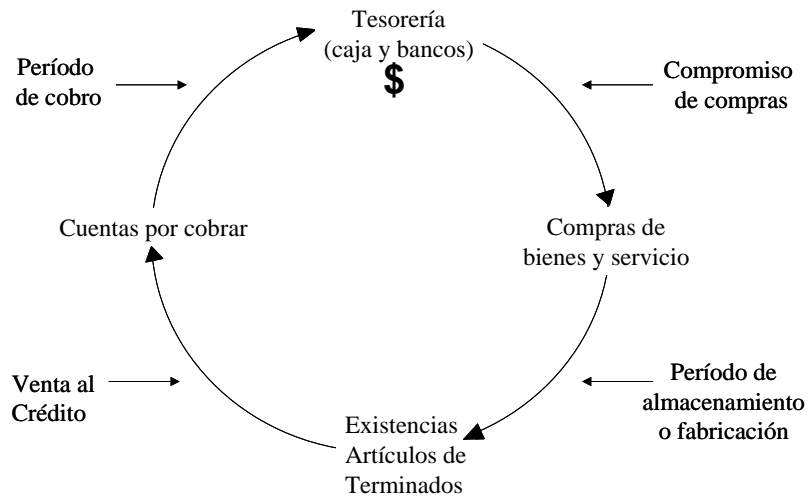 Tesorería
(caja y bancos)
$
Período
de cobro
Compromiso
de compras
Cuentas por cobrar
Compras de
bienes y servicio
Venta al
Crédito
Período de
almacenamiento
o fabricación
Existencias
Artículos de
Terminados